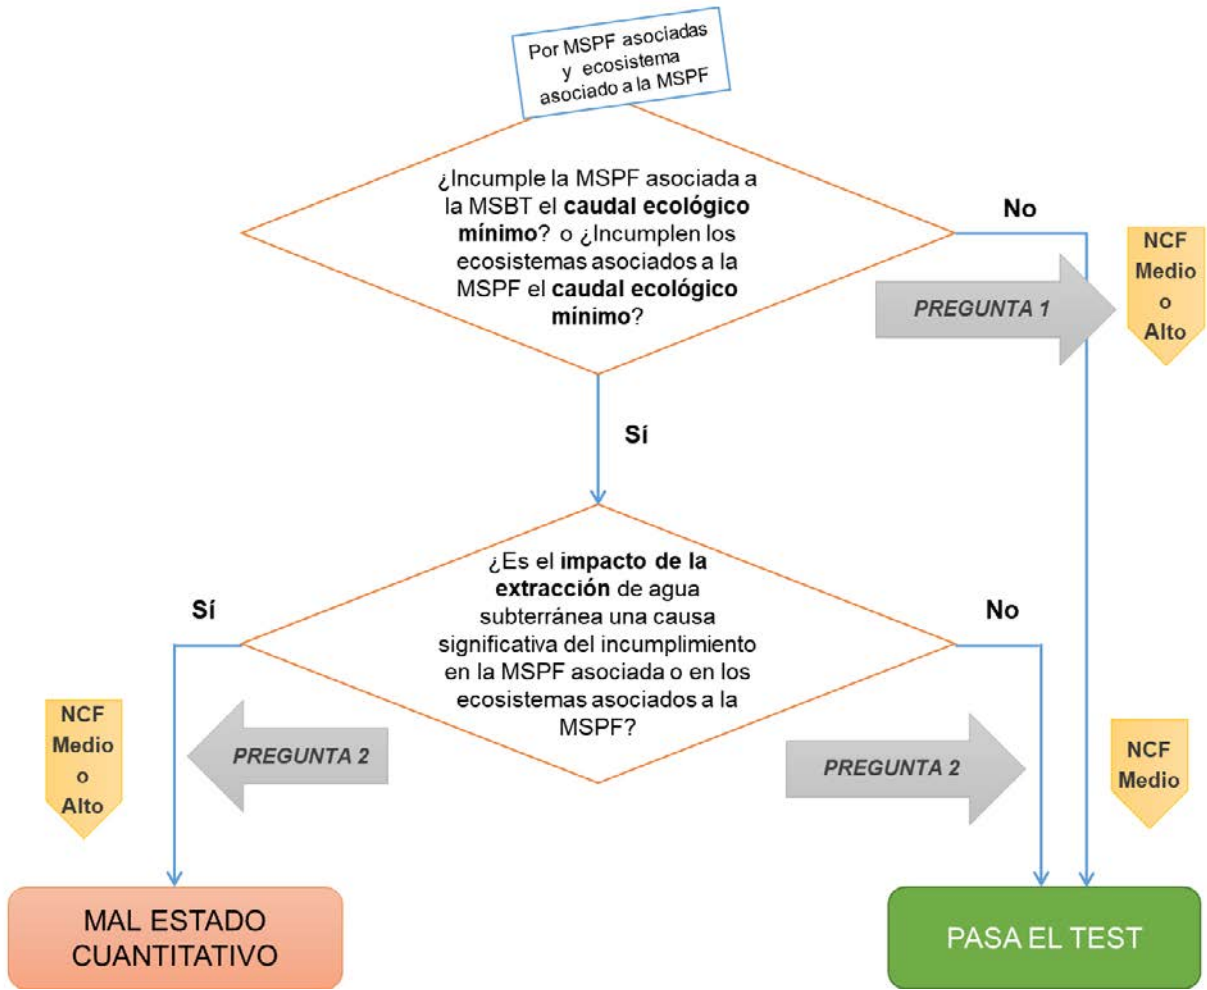 Por MSPF asociadas
y ecosistema
asociado a la MSPF
¿Incumple la MSPF asociada a
la MSBT el caudal ecológico
mínimo? o ¿Incumplen los
ecosistemas asociados a la
MSPF el caudal ecológico
mínimo?
No
NCF
Medio
o
Alto
PREGUNTA 1
Sí
¿Es el impacto de la
extracción de agua
subterránea una causa
significativa del incumplimiento
en la MSPF asociada o en los
ecosistemas asociados a la
MSPF?
Sí
No
NCF
Medio
o
Alto
PREGUNTA 2
PREGUNTA 2
NCF
Medio
MAL ESTADO
CUANTITATIVO
PASA EL TEST